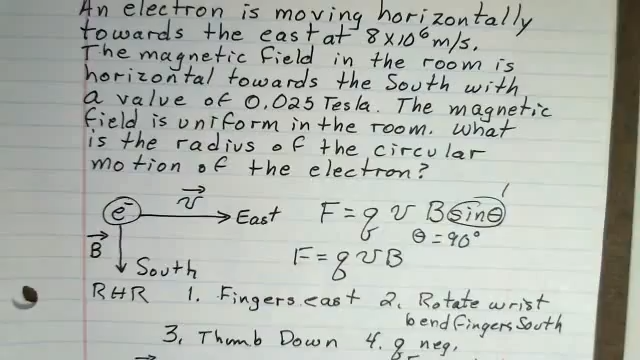 An electron is moving horizontally
towards the east at 8×10⁶ m/s.
The magnetic field in the room is
horizontal towards the South with
a value of 0.025 Tesla. The magnetic
field is uniform in the room. What
is the radius of the circular
motion of the electron?
e⁻ v⃗ East
B⃗ South
F = q v B sinθ 1
θ = 90°
F = q v B
RHR 1. Fingers east 2. Rotate wrist
bend fingers South
3. Thumb Down 4. q neg.